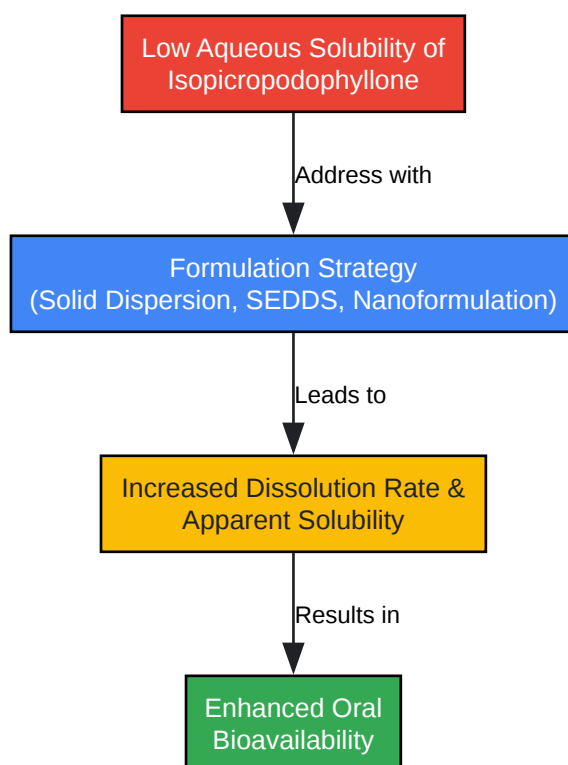 Low Aqueous Solubility of
Isopicropodophyllone
Address with
Formulation Strategy
(Solid Dispersion, SEDDS, Nanoformulation)
Leads to
Increased Dissolution Rate &
Apparent Solubility
Results in
Enhanced Oral
Bioavailability